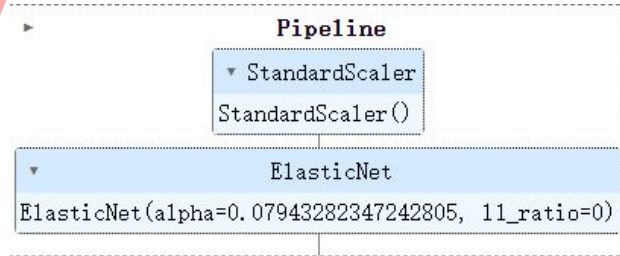 Pipeline
StandardScaler
StandardScaler()
ElasticNet
ElasticNet(alpha=0.07943282347242805, l1_ratio=0)